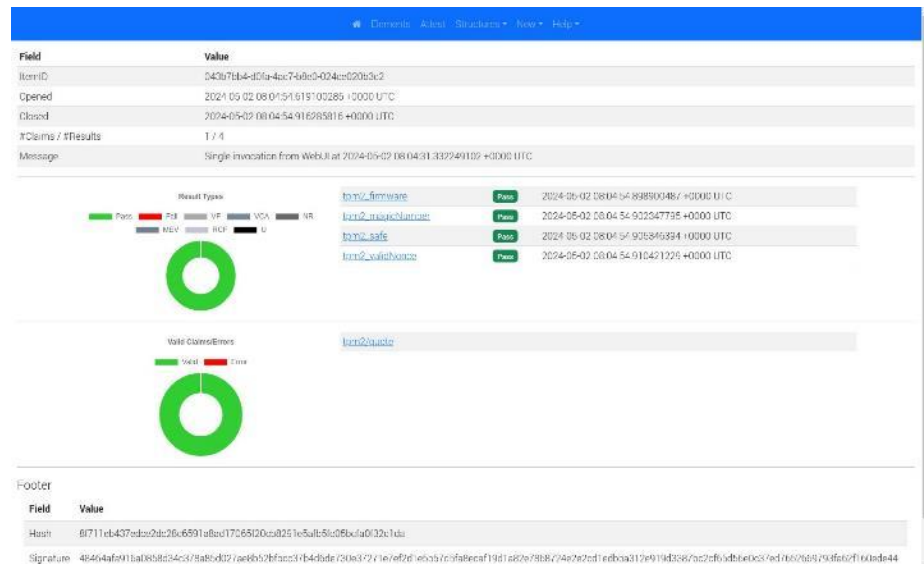 Elements Attest Structures New Help
Field Value
ItemID
Opened 2024-05-02 08:04:54.619100286 +0000 UTC
Closed 2024-05-02 08:04:54.916285816 +0000 UTC
#Claims / #Results 1 / 4
Message Single invocation from WebUI at 2024-05-02 08:04:31.332249102 +0000 UTC
Result Types
Pass Fail VF VCA NR
MEV RCF U
tpm2_firmware Pass 2024-05-02 08:04:54.898900487 +0000 UTC
tpm2_magicNumber Pass 2024-05-02 08:04:54.902347795 +0000 UTC
tpm2_safe Pass 2024-05-02 08:04:54.906346394 +0000 UTC
tpm2_validNonce Pass 2024-05-02 08:04:54.910421229 +0000 UTC
Valid Claims/Errors
Valid Error
tpm2/quote
Footer
Field Value
Hash
Signature